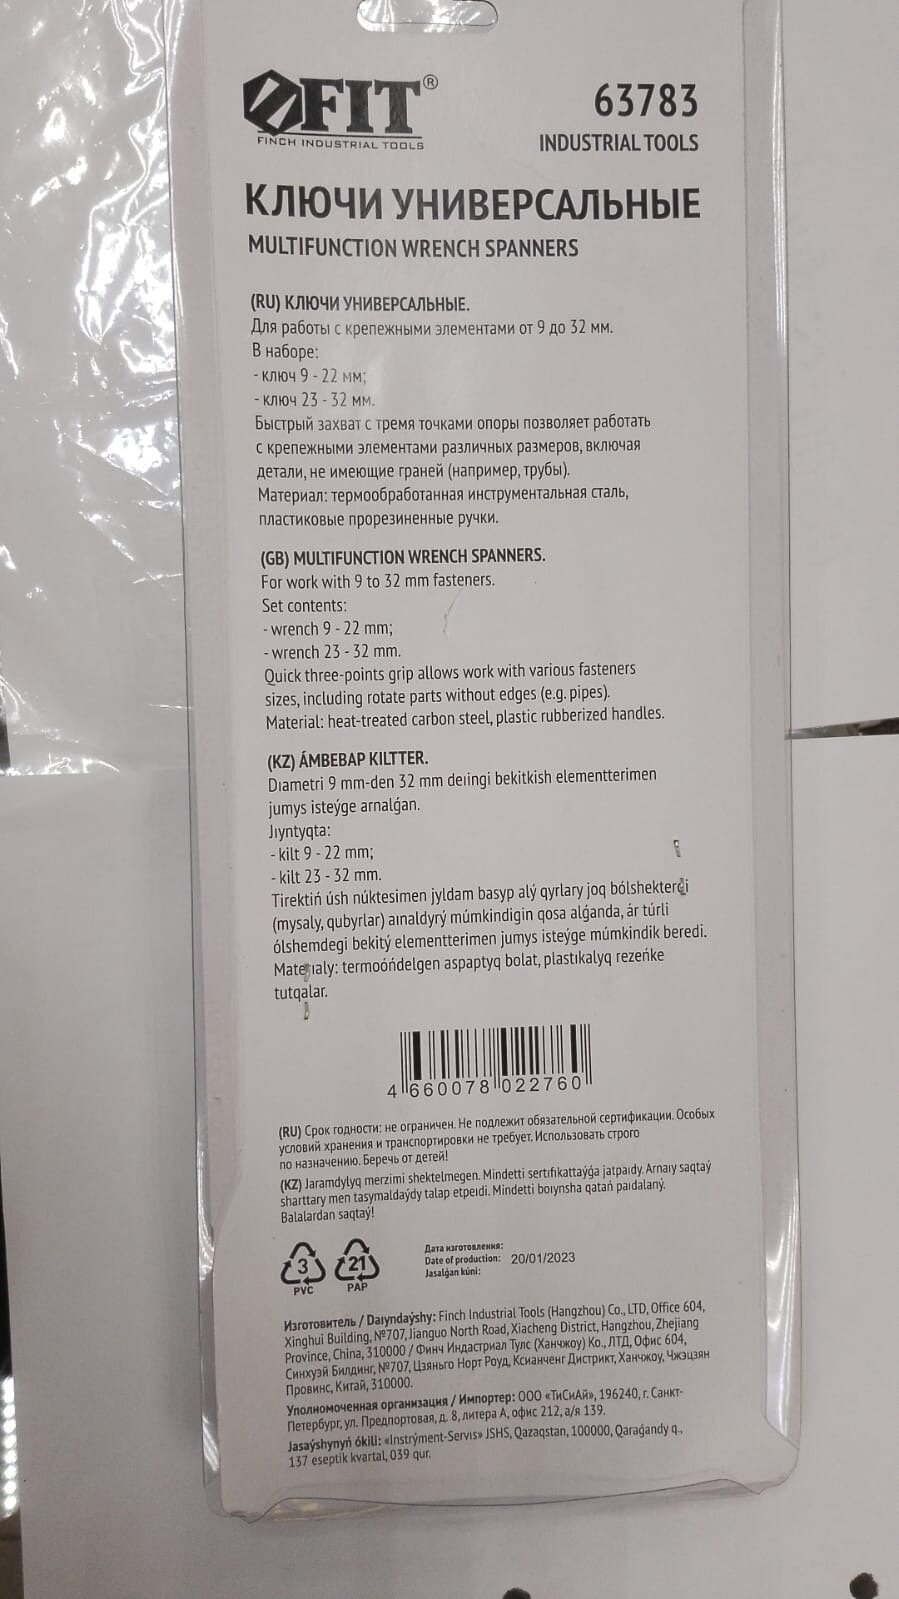 FIT®
FINCH INDUSTRIAL TOOLS
63783
INDUSTRIAL TOOLS
КЛЮЧИ УНИВЕРСАЛЬНЫЕ
MULTIFUNCTION WRENCH SPANNERS
(RU) КЛЮЧИ УНИВЕРСАЛЬНЫЕ.
Для работы с крепежными элементами от 9 до 32 мм.
В наборе:
- ключ 9 - 22 мм;
- ключ 23 - 32 мм.
Быстрый захват с тремя точками опоры позволяет работать
с крепежными элементами различных размеров, включая
детали, не имеющие граней (например, трубы).
Материал: термообработанная инструментальная сталь,
пластиковые прорезиненные ручки.
(GB) MULTIFUNCTION WRENCH SPANNERS.
For work with 9 to 32 mm fasteners.
Set contents:
- wrench 9 - 22 mm;
- wrench 23 - 32 mm.
Quick three-points grip allows work with various fasteners
sizes, including rotate parts without edges (e.g. pipes).
Material: heat-treated carbon steel, plastic rubberized handles.
(KZ) ÁMBEBAP KILTTER.
Dıametri 9 mm-den 32 mm deıingi bekitkish elementterimen
jumys isteýge arnalǵan.
Jıyntyqta:
- kilt 9 - 22 mm;
- kilt 23 - 32 mm.
Tirektiń úsh núktesimen jyldam basyp alý qyrlary joq bólshekterdi
(mysaly, qubyrlar) aınaldyrý múmkindigin qosa alǵanda, ár túrli
ólshemdegi bekitý elementterimen jumys isteýge múmkindik beredi.
Materıaly: termoóńdelgen aspaptyq bolat, plastıkalyq rezeńke
tutqalar.
4 660078 022760
(RU) Срок годности: не ограничен. Не подлежит обязательной сертификации. Особых
условий хранения и транспортировки не требует. Использовать строго
по назначению. Беречь от детей!
(KZ) Jaramdylyq merzimi shektelmegen. Mindetti sertıfıkattaýǵa jatpaıdy. Arnaıy saqtaý
sharttary men tasymaldaýdy talap etpeıdi. Mindetti boıynsha qatań paıdalaný.
Balalardan saqtaý!
3 21
PVC PAP
Дата изготовления:
Date of production: 20/01/2023
Jasalǵan kúni:
Изготовитель / Daıyndaýshy: Finch Industrial Tools (Hangzhou) Co., LTD, Office 604,
Xinghui Building, №707, Jianguo North Road, Xiacheng District, Hangzhou, Zhejiang
Province, China, 310000 / Финч Индастриал Тулс (Ханчжоу) Ко., ЛТД, Офис 604,
Синхуэй Билдинг, №707, Цзяньго Норт Роуд, Ксианченг Дистрикт, Ханчжоу, Чжэцзян
Провинс, Китай, 310000.
Уполномоченная организация / Импортер: ООО «ТиСиАй», 196240, г. Санкт-
Петербург, ул. Предпортовая, д. 8, литера А, офис 212, а/я 139.
Jasaýshynyń ókili: «Instrýment-Servıs» JSHS, Qazaqstan, 100000, Qaraǵandy q.,
137 eseptik kvartal, 039 qur.